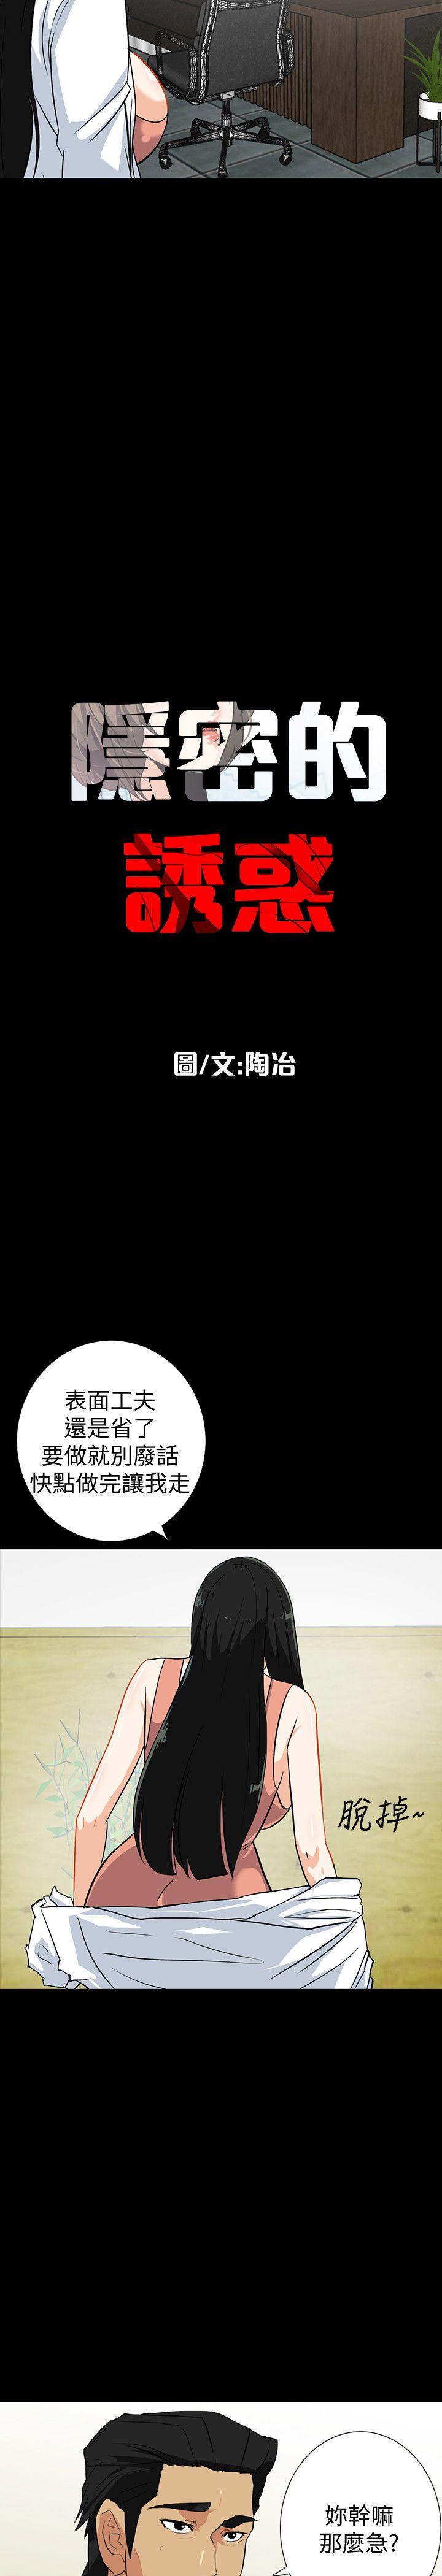 隱密的
誘惑
圖/文:陶冶
表面工夫
還是省了
要做就別廢話
快點做完讓我走
脫掉~
妳幹嘛
那麼急?